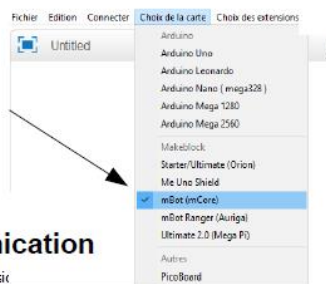 Fichier Edition Connecter Choix de la carte Choix des extensions
Untitled
Arduino
Arduino Uno
Arduino Leonardo
Arduino Nano ( mega328 )
Arduino Mega 1280
Arduino Mega 2560
Makeblock
Starter/Ultimate (Orion)
Me Uno Shield
mBot (mCore)
mBot Ranger (Auriga)
Ultimate 2.0 (Mega Pi)
Autres
PicoBoard
ication